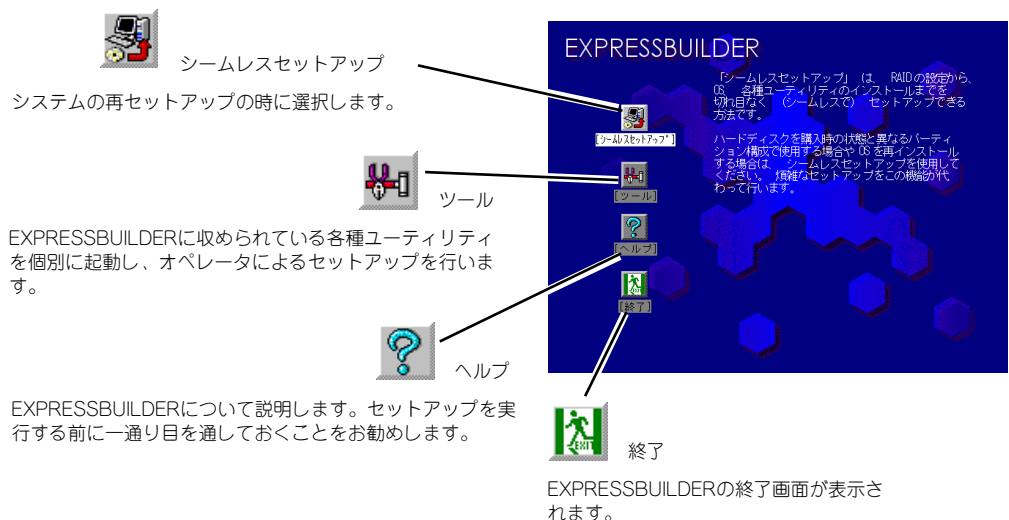 シームレスセットアップ
システムの再セットアップの時に選択します。
ツール
EXPRESSBUILDERに収められている各種ユーティリティ
を個別に起動し、オペレータによるセットアップを行いま
す。
ヘルプ
EXPRESSBUILDERについて説明します。セットアップを実
行する前に一通り目を通しておくことをお勧めします。
EXPRESSBUILDER
「シームレスセットアップ」 は、 RAIDの設定から、
OS、 各種ユーティリティのインストールまでを
切れ目なく (シームレスで) セットアップできる
方法です。
ハードディスクを購入時の状態と異なるパーティ
ション構成で使用する場合や OSを再インストール
する場合は、 シームレスセットアップを使用して
ください。 煩雑なセットアップをこの機能が代
わって行います。
[シームレスセットアップ]
[ツール]
[ヘルプ]
[終了]
EXIT
終了
EXPRESSBUILDERの終了画面が表示さ
れます。